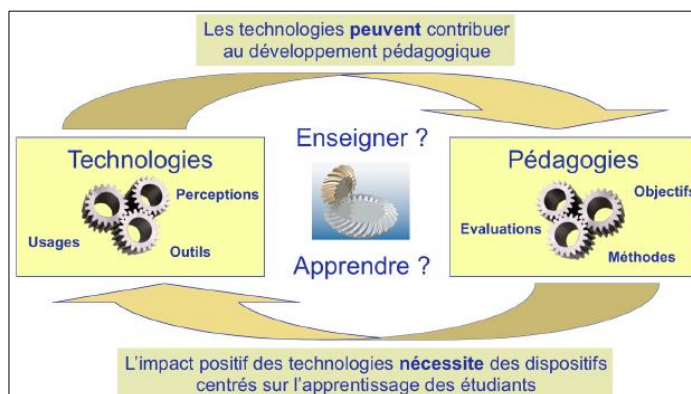 Les technologies peuvent contribuer
au développement pédagogique
Enseigner ?
Technologies
Perceptions
Usages
Outils
Pédagogies
Objectifs
Evaluations
Méthodes
Apprendre ?
L'impact positif des technologies nécessite des dispositifs
centrés sur l'apprentissage des étudiants